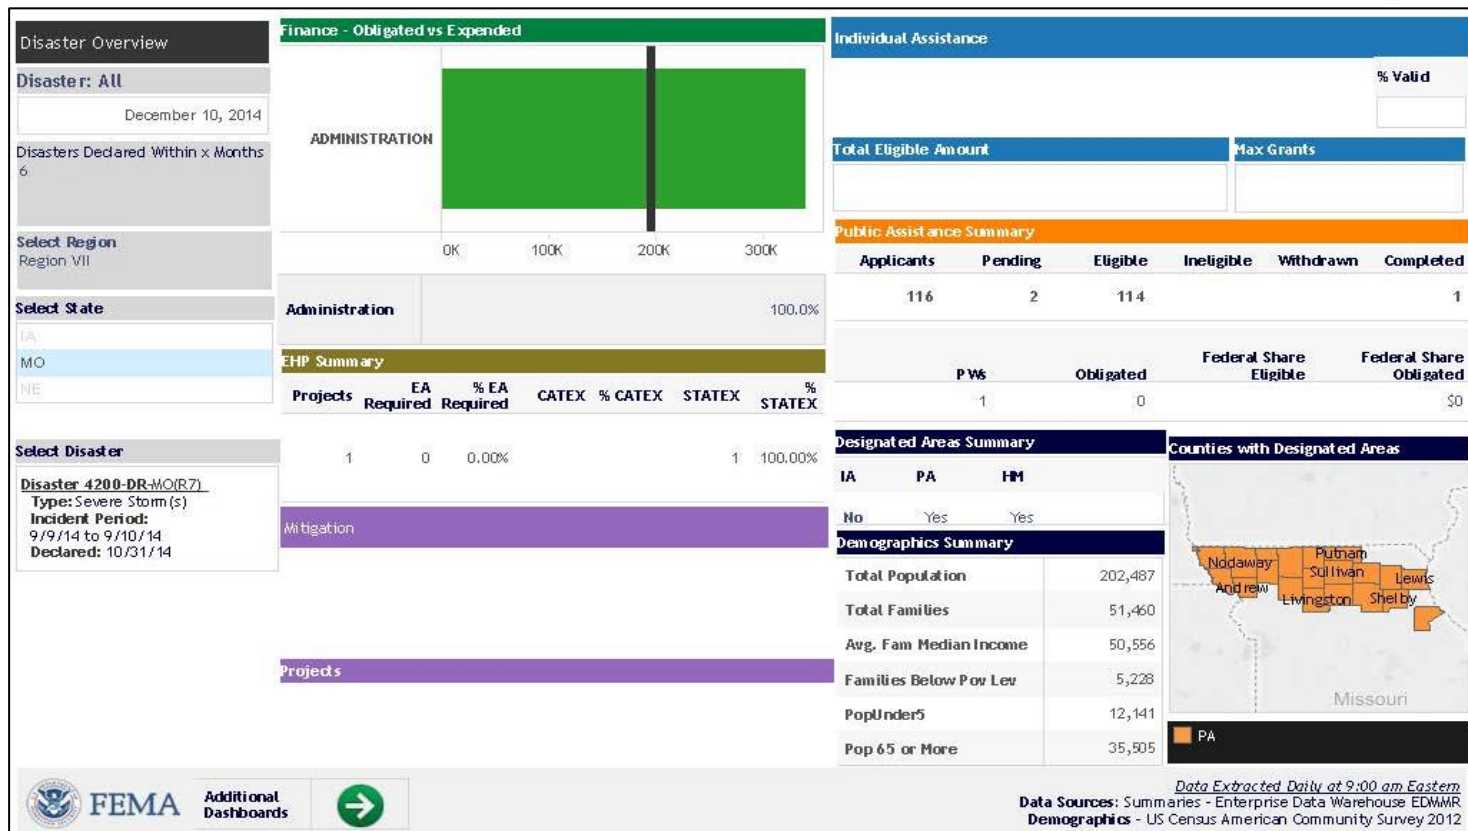 Disaster Overview
Disaster: All
December 10, 2014
Disasters Declared Within x Months
6
Select Region
Region VII
Select State
IA
MO
NE
Select Disaster
Disaster 4200-DR-MO(R7)
Type: Severe Storm(s)
Incident Period:
9/9/14 to 9/10/14
Declared: 10/31/14
Finance - Obligated vs Expended
ADMINISTRATION
0K 100K 200K 300K
Administration 100.0%
EHP Summary
Projects EA Required % EA Required CATEX % CATEX STATEX % STATEX
1 0 0.00% 1 100.00%
Mitigation
Projects
Individual Assistance
% Valid
Total Eligible Amount Max Grants
Public Assistance Summary
Applicants Pending Eligible Ineligible Withdrawn Completed
116 2 114 1
PWs Obligated Federal Share Eligible Federal Share Obligated
1 0 $0
Designated Areas Summary
IA PA HM
No Yes Yes
Demographics Summary
Total Population 202,487
Total Families 51,460
Avg. Fam Median Income 50,556
Families Below Pov Lev 5,228
PopUnder5 12,141
Pop 65 or More 35,505
Counties with Designated Areas
Putnam
Nodaway
Sullivan
Lewis
Andrew
Livingston
Shelby
Missouri
PA
FEMA
Additional
Dashboards
Data Extracted Daily at 9:00 am Eastern
Data Sources: Summaries - Enterprise Data Warehouse EDWMR
Demographics - US Census American Community Survey 2012